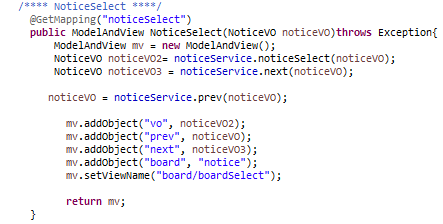 /**** NoticeSelect ****/
@GetMapping("noticeSelect")
public ModelAndView NoticeSelect(NoticeVO noticeVO)throws Exception{
ModelAndView mv = new ModelAndView();
NoticeVO noticeVO2= noticeService.noticeSelect(noticeVO);
NoticeVO noticeVO3 = noticeService.next(noticeVO);
noticeVO = noticeService.prev(noticeVO);
mv.addObject("vo", noticeVO2);
mv.addObject("prev", noticeVO);
mv.addObject("next", noticeVO3);
mv.addObject("board", "notice");
mv.setViewName("board/boardSelect");
return mv;
}